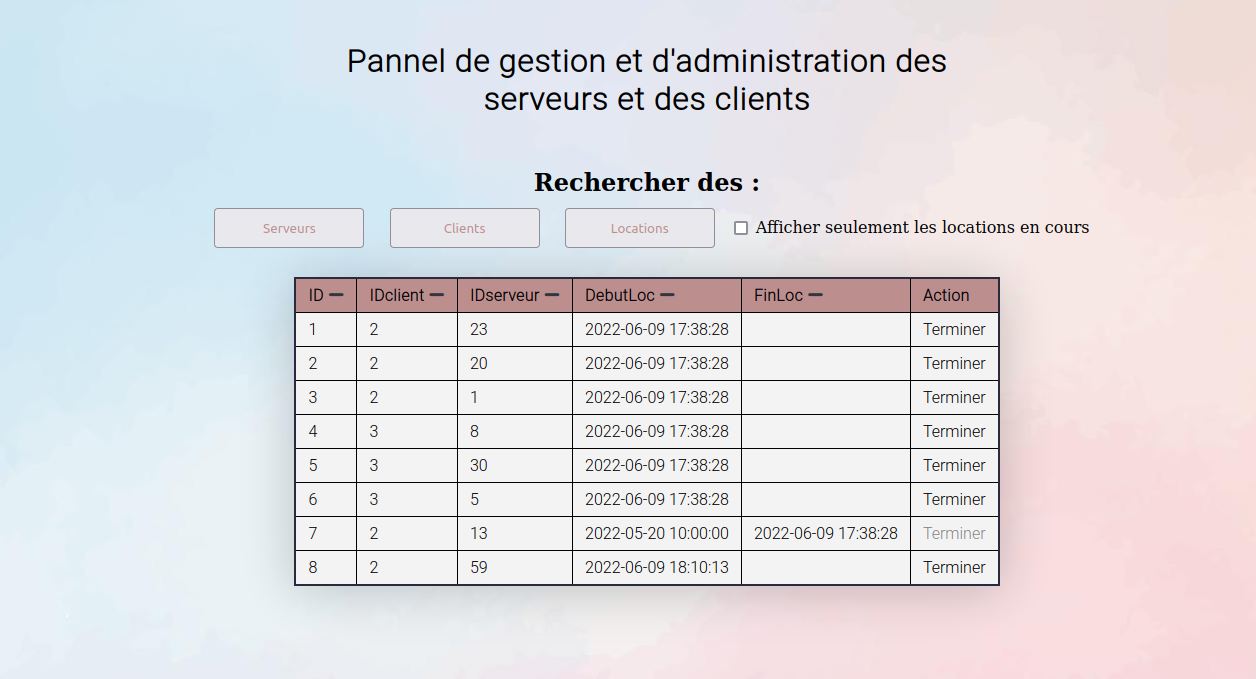 Pannel de gestion et d'administration des
serveurs et des clients
Rechercher des :
Serveurs Clients Locations Afficher seulement les locations en cours
ID IDclient IDserveur DebutLoc FinLoc Action
1 2 23 2022-06-09 17:38:28 Terminer
2 2 20 2022-06-09 17:38:28 Terminer
3 2 1 2022-06-09 17:38:28 Terminer
4 3 8 2022-06-09 17:38:28 Terminer
5 3 30 2022-06-09 17:38:28 Terminer
6 3 5 2022-06-09 17:38:28 Terminer
7 2 13 2022-05-20 10:00:00 2022-06-09 17:38:28 Terminer
8 2 59 2022-06-09 18:10:13 Terminer